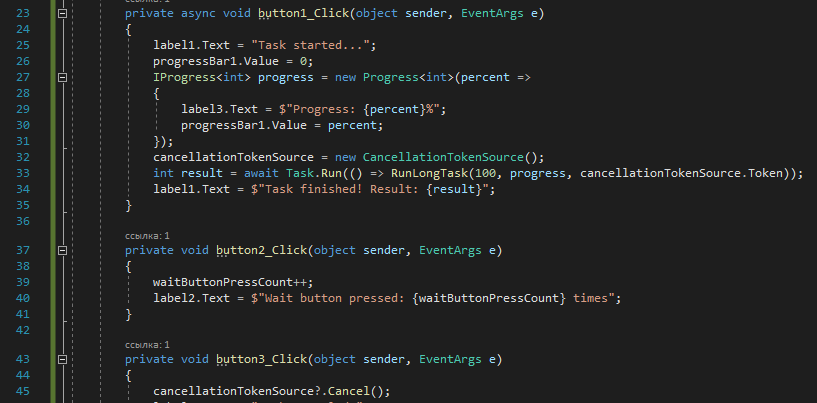 23 private async void button1_Click(object sender, EventArgs e)
24 {
25 label1.Text = "Task started...";
26 progressBar1.Value = 0;
27 IProgress<int> progress = new Progress<int>(percent =>
28 {
29 label3.Text = $"Progress: {percent}%";
30 progressBar1.Value = percent;
31 });
32 cancellationTokenSource = new CancellationTokenSource();
33 int result = await Task.Run(() => RunLongTask(100, progress, cancellationTokenSource.Token));
34 label1.Text = $"Task finished! Result: {result}";
35 }
36
ссылка: 1
37 private void button2_Click(object sender, EventArgs e)
38 {
39 waitButtonPressCount++;
40 label2.Text = $"Wait button pressed: {waitButtonPressCount} times";
41 }
42
ссылка: 1
43 private void button3_Click(object sender, EventArgs e)
44 {
45 cancellationTokenSource?.Cancel();